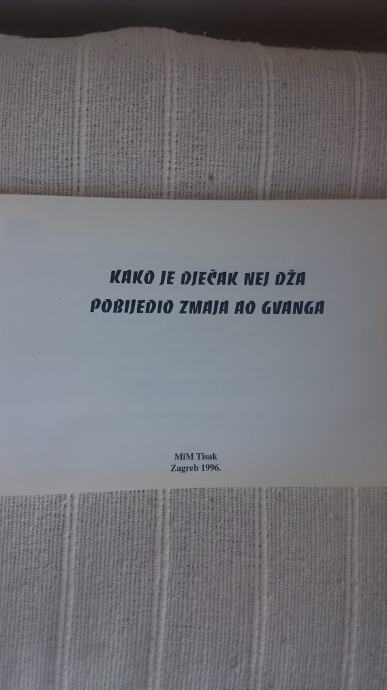 KAKO JE DJEČAK NEJ DŽA
POBIJEDIO ZMAJA AO GVANGA
MiM Tisak
Zagreb 1996.